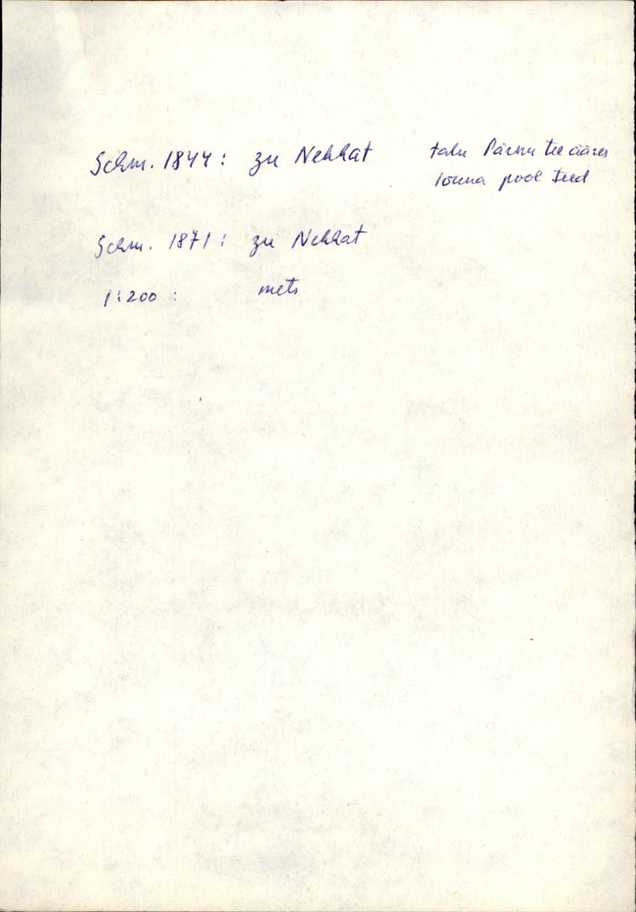 Schm. 1844: zu Nehhat talu Pärnu tee ääres
lõuna pool teed
Schm. 1871: zu Nehhat
1:200: mets